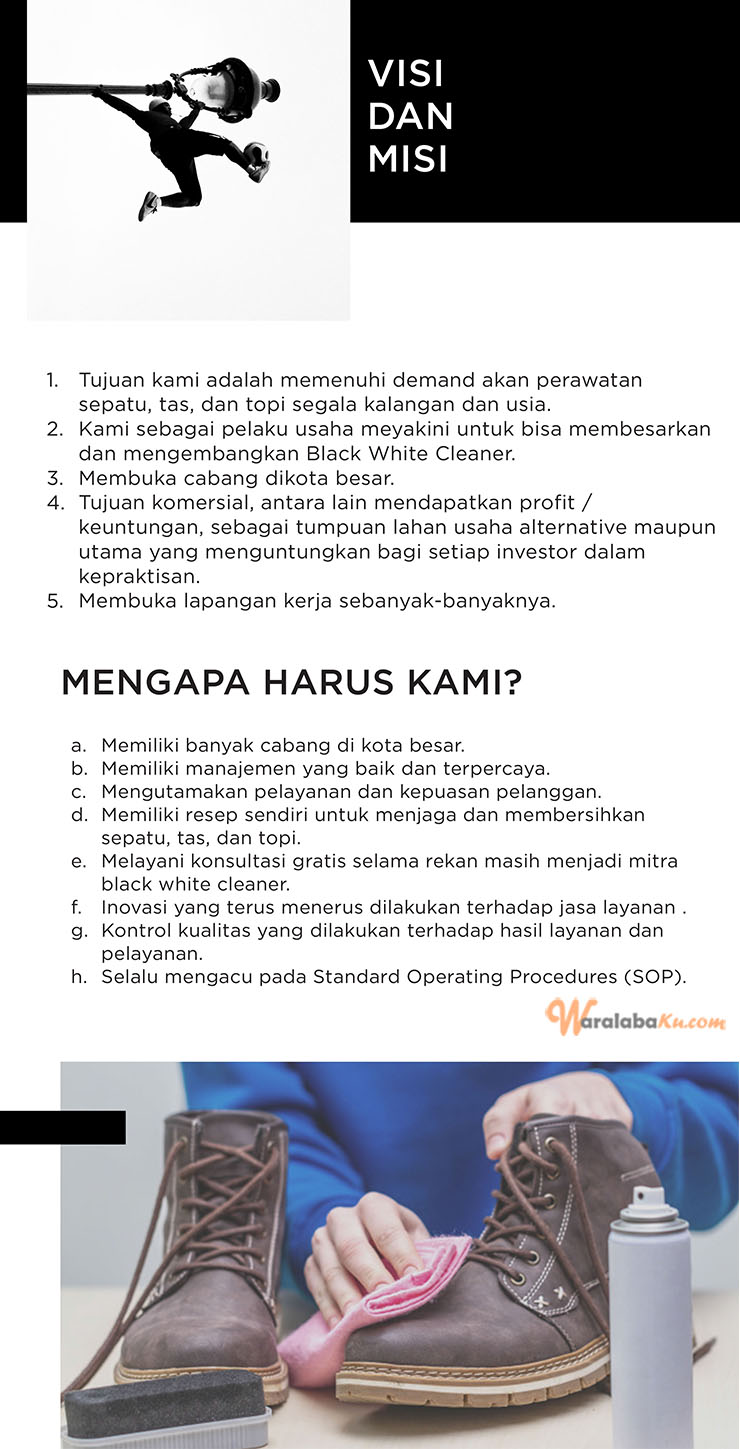 VISI
DAN
MISI
1. Tujuan kami adalah memenuhi demand akan perawatan
sepatu, tas, dan topi segala kalangan dan usia.
2. Kami sebagai pelaku usaha meyakini untuk bisa membesarkan
dan mengembangkan Black White Cleaner.
3. Membuka cabang dikota besar.
4. Tujuan komersial, antara lain mendapatkan profit /
keuntungan, sebagai tumpuan lahan usaha alternative maupun
utama yang menguntungkan bagi setiap investor dalam
kepraktisan.
5. Membuka lapangan kerja sebanyak-banyaknya.
MENGAPA HARUS KAMI?
a. Memiliki banyak cabang di kota besar.
b. Memiliki manajemen yang baik dan terpercaya.
c. Mengutamakan pelayanan dan kepuasan pelanggan.
d. Memiliki resep sendiri untuk menjaga dan membersihkan
sepatu, tas, dan topi.
e. Melayani konsultasi gratis selama rekan masih menjadi mitra
black white cleaner.
f. Inovasi yang terus menerus dilakukan terhadap jasa layanan .
g. Kontrol kualitas yang dilakukan terhadap hasil layanan dan
pelayanan.
h. Selalu mengacu pada Standard Operating Procedures (SOP).
WaralabaKu.com